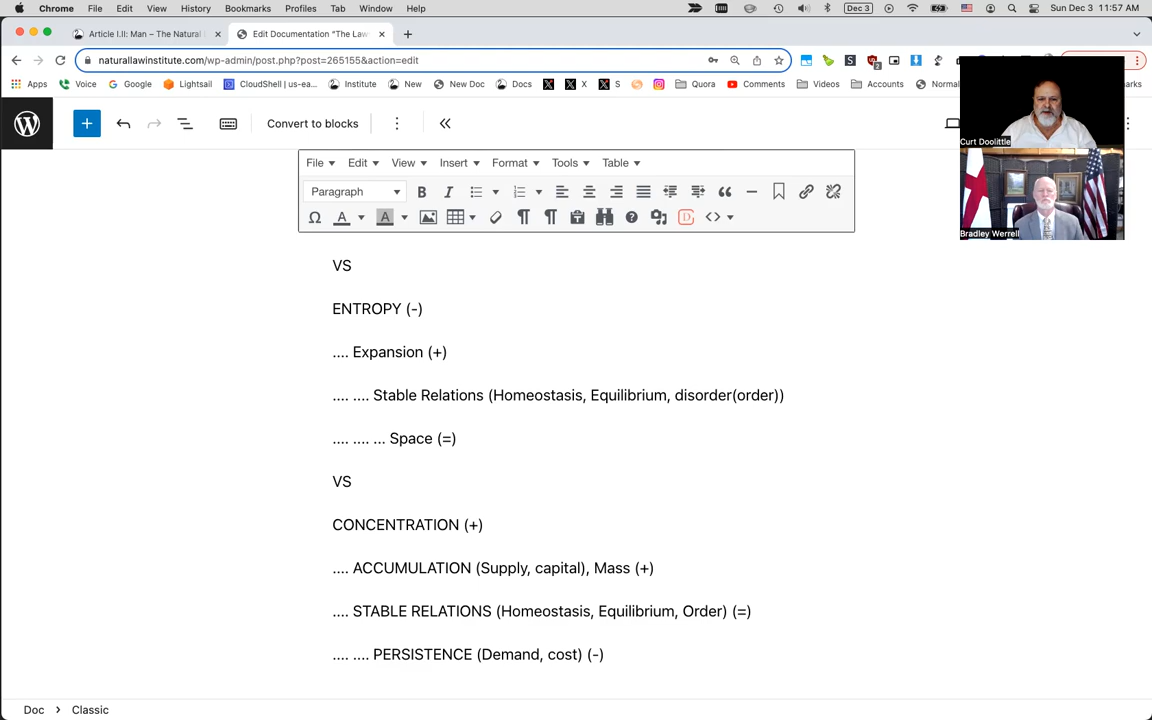 Chrome File Edit View History Bookmarks Profiles Tab Window Help Dec 3 Sun Dec 3 11:57 AM
Article I.II: Man – The Natural Edit Documentation “The Law
naturallawinstitute.com/wp-admin/post.php?post=265155&action=edit
Apps Voice Google Lightsail CloudShell | us-ea... Institute New New Doc Docs X S Quora Comments Videos Accounts Normal
Convert to blocks
Curt Doolittle
Bradley Werrell
File Edit View Insert Format Tools Table
Paragraph
VS
ENTROPY (-)
.... Expansion (+)
.... .... Stable Relations (Homeostasis, Equilibrium, disorder(order))
.... .... ... Space (=)
VS
CONCENTRATION (+)
.... ACCUMULATION (Supply, capital), Mass (+)
.... STABLE RELATIONS (Homeostasis, Equilibrium, Order) (=)
.... .... PERSISTENCE (Demand, cost) (-)
Doc > Classic